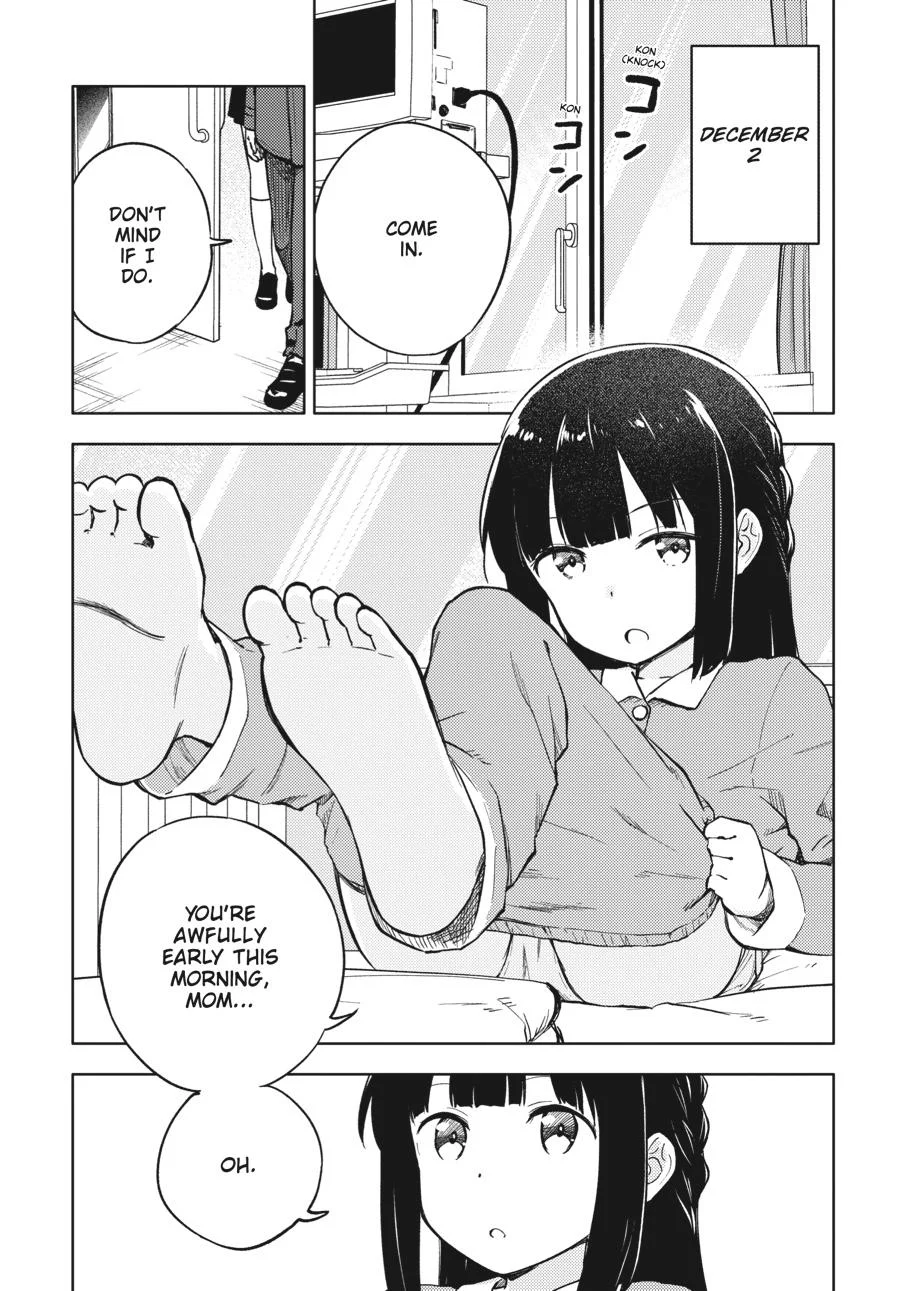 DECEMBER
2
KON
(KNOCK)
コン
KON
コン
COME
IN.
DON'T
MIND
IF I
DO.
YOU'RE
AWFULLY
EARLY THIS
MORNING,
MOM...
OH.